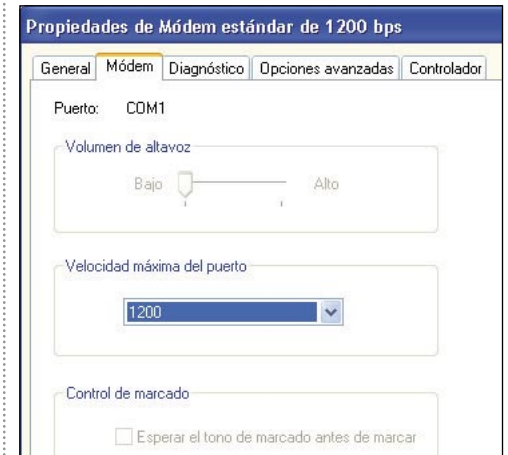 Propiedades de Módem estándar de 1200 bps
General Módem Diagnóstico Opciones avanzadas Controlador
Puerto: COM1
Volumen de altavoz
Bajo Alto
Velocidad máxima del puerto
1200
Control de marcado
Esperar el tono de marcado antes de marcar